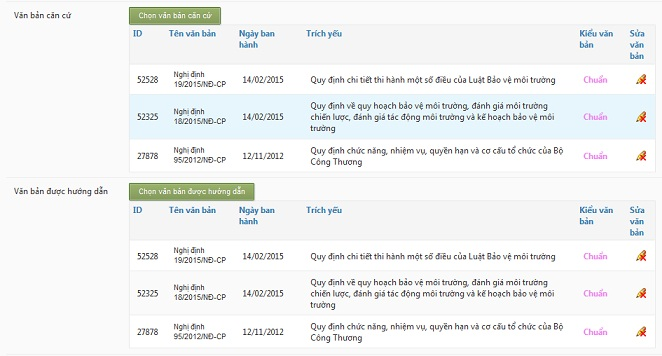 Văn bản căn cứ
Chọn văn bản căn cứ
ID Tên văn bản Ngày ban hành Trích yếu Kiểu văn bản Sửa văn bản
52528 Nghị định 19/2015/NĐ-CP 14/02/2015 Quy định chi tiết thi hành một số điều của Luật Bảo vệ môi trường Chuẩn
52325 Nghị định 18/2015/NĐ-CP 14/02/2015 Quy định về quy hoạch bảo vệ môi trường, đánh giá môi trường chiến lược, đánh giá tác động môi trường và kế hoạch bảo vệ môi trường Chuẩn
27878 Nghị định 95/2012/NĐ-CP 12/11/2012 Quy định chức năng, nhiệm vụ, quyền hạn và cơ cấu tổ chức của Bộ Công Thương Chuẩn
Văn bản được hướng dẫn
Chọn văn bản được hướng dẫn
ID Tên văn bản Ngày ban hành Trích yếu Kiểu văn bản Sửa văn bản
52528 Nghị định 19/2015/NĐ-CP 14/02/2015 Quy định chi tiết thi hành một số điều của Luật Bảo vệ môi trường Chuẩn
52325 Nghị định 18/2015/NĐ-CP 14/02/2015 Quy định về quy hoạch bảo vệ môi trường, đánh giá môi trường chiến lược, đánh giá tác động môi trường và kế hoạch bảo vệ môi trường Chuẩn
27878 Nghị định 95/2012/NĐ-CP 12/11/2012 Quy định chức năng, nhiệm vụ, quyền hạn và cơ cấu tổ chức của Bộ Công Thương Chuẩn